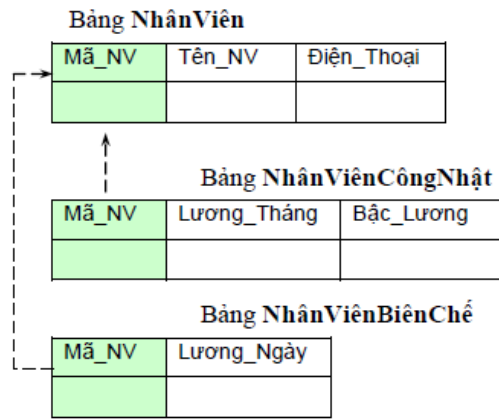 Bảng NhânViên
Mã_NV Tên_NV Điện_Thoại
Bảng NhânViênCôngNhật
Mã_NV Lương_Tháng Bậc_Lương
Bảng NhânViênBiênChế
Mã_NV Lương_Ngày